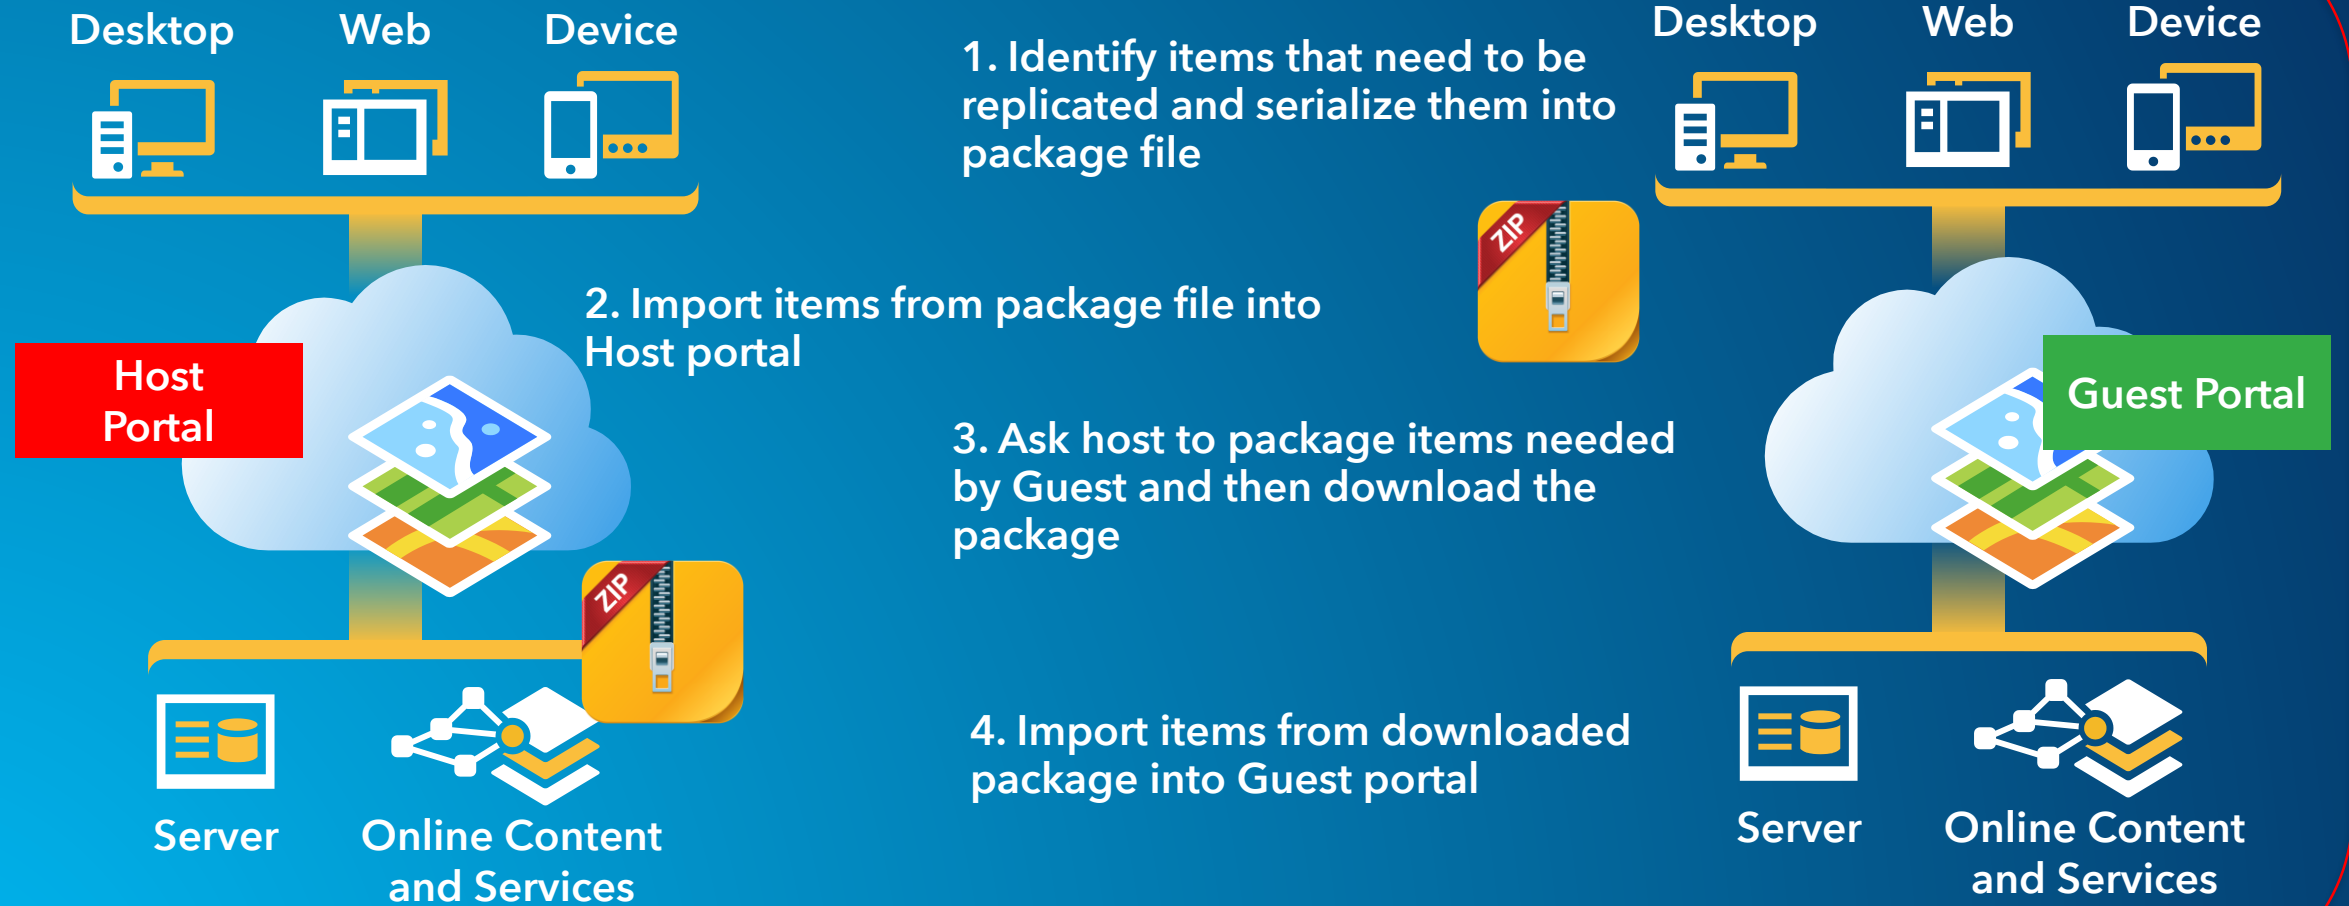 Desktop
Web
Device
1. Identify items that need to be
replicated and serialize them into
package file
Desktop
Web
Device
ZIP
2. Import items from package file into
Host portal
Host
Portal
Guest Portal
3. Ask host to package items needed
by Guest and then download the
package
ZIP
4. Import items from downloaded
package into Guest portal
Server
Online Content
and Services
Server
Online Content
and Services